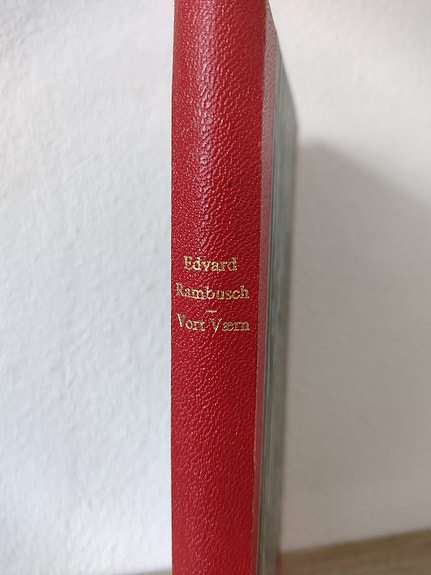 Edvard
Rambusch
–
Vort Værn